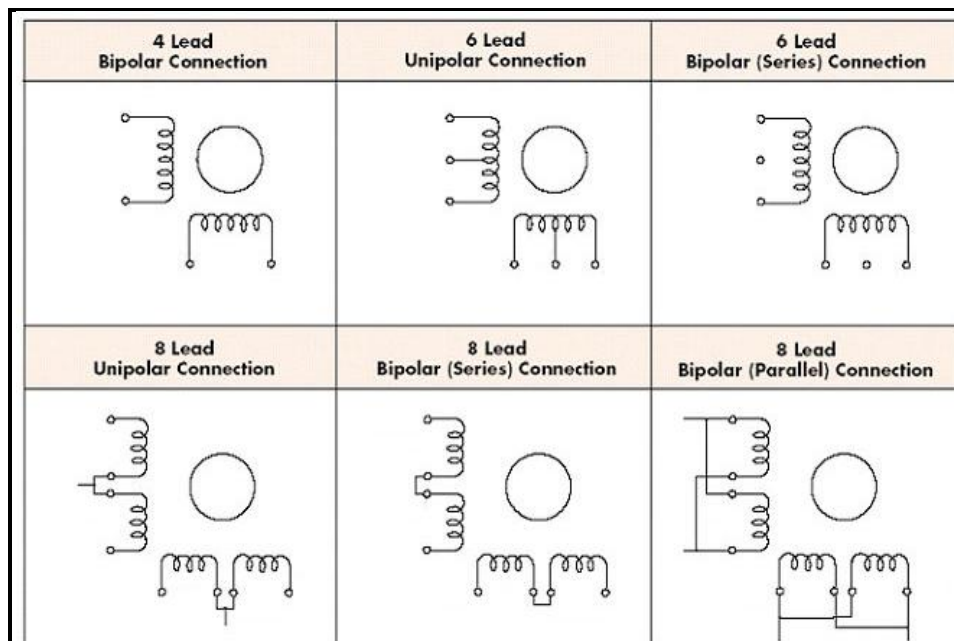 4 Lead
Bipolar Connection
6 Lead
Unipolar Connection
6 Lead
Bipolar (Series) Connection
8 Lead
Unipolar Connection
8 Lead
Bipolar (Series) Connection
8 Lead
Bipolar (Parallel) Connection